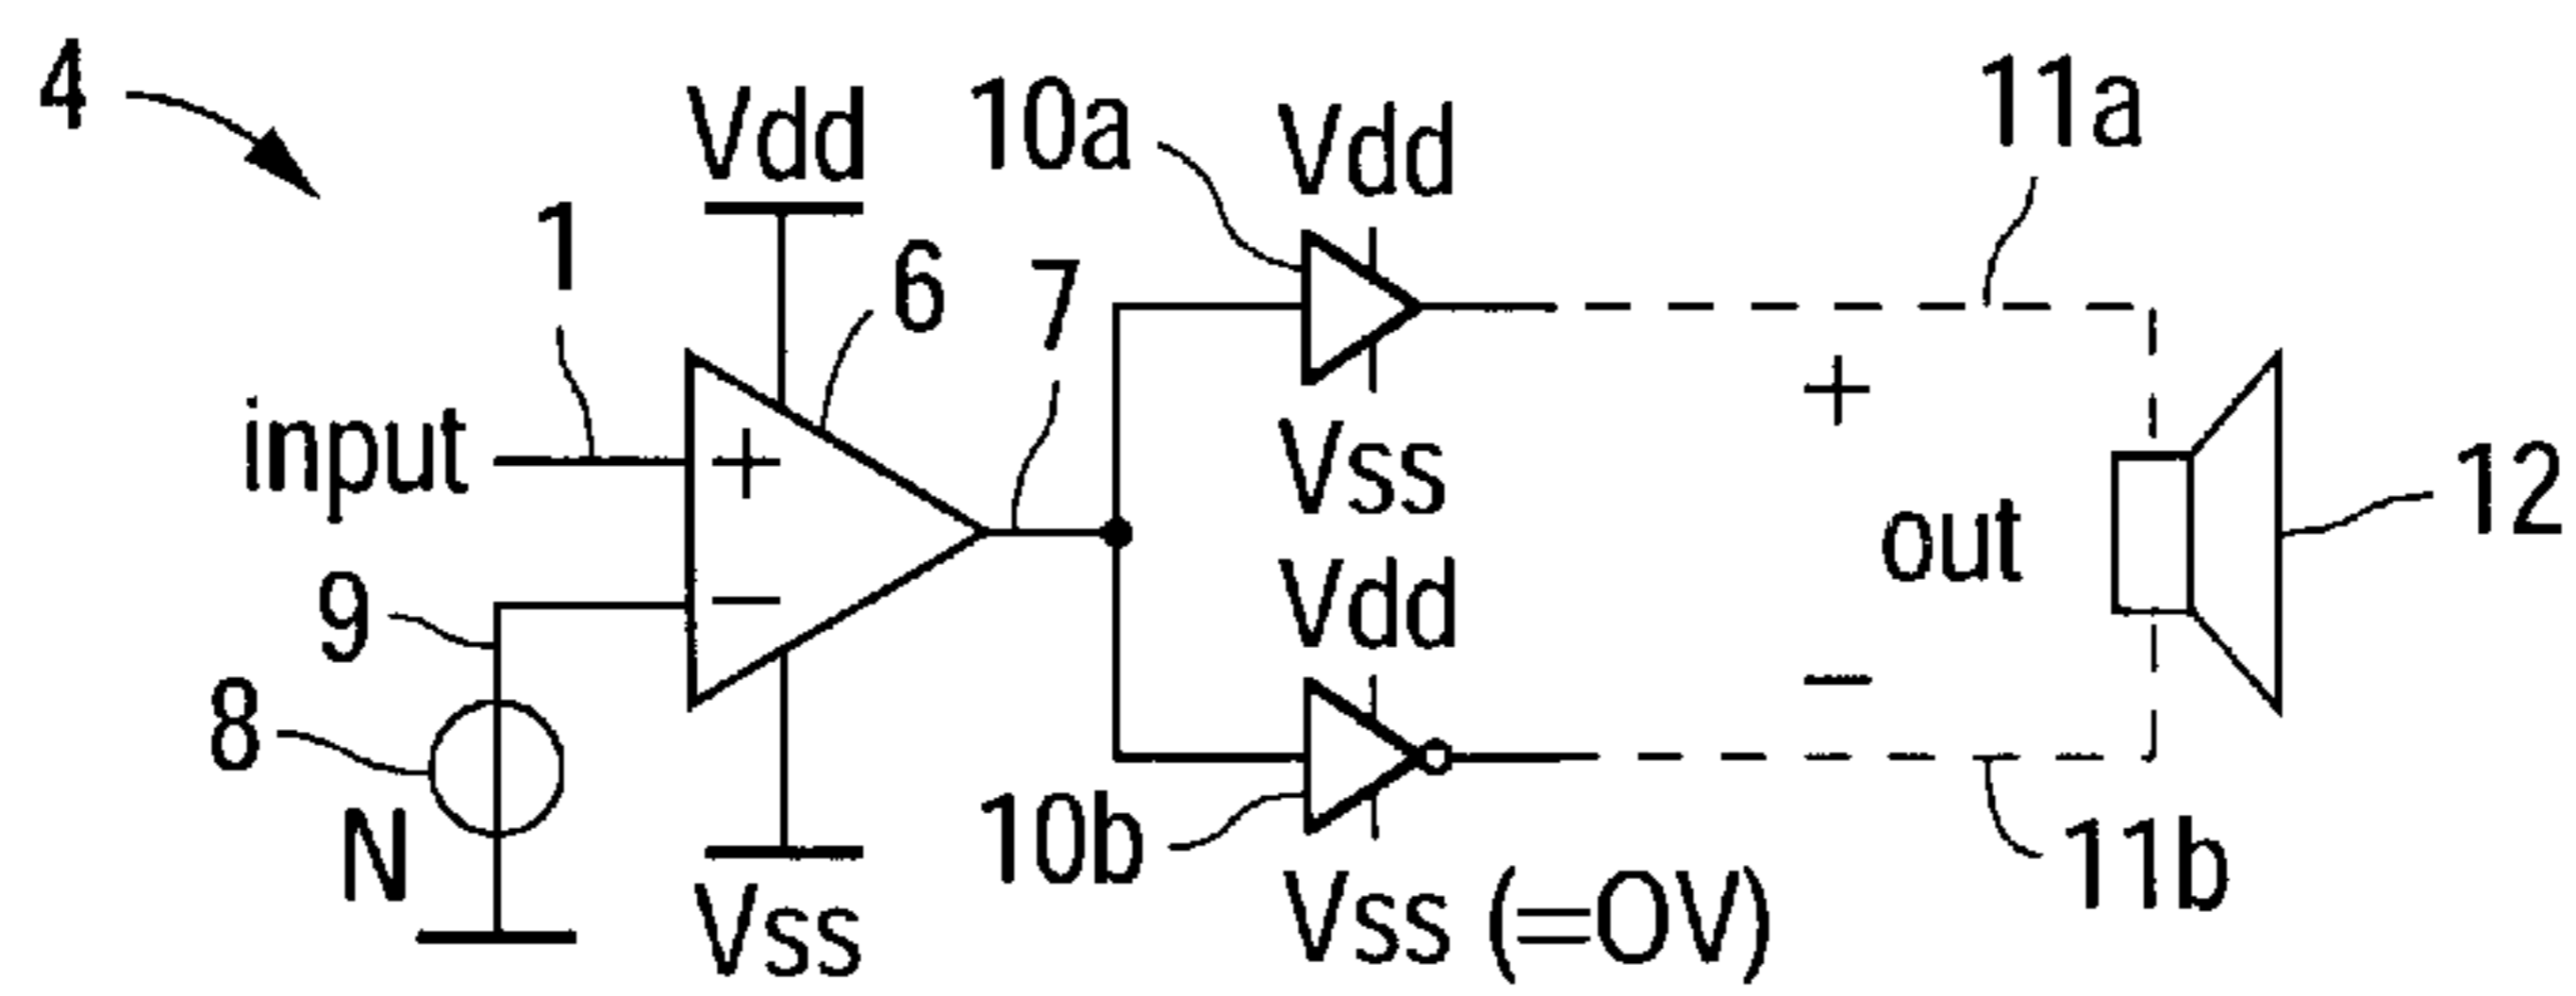 4
Vdd
10a
Vdd
11a
1
6
7
input
+
+
Vss
12
out
9
−
Vdd
−
8
N
10b
11b
Vss
Vss (=OV)